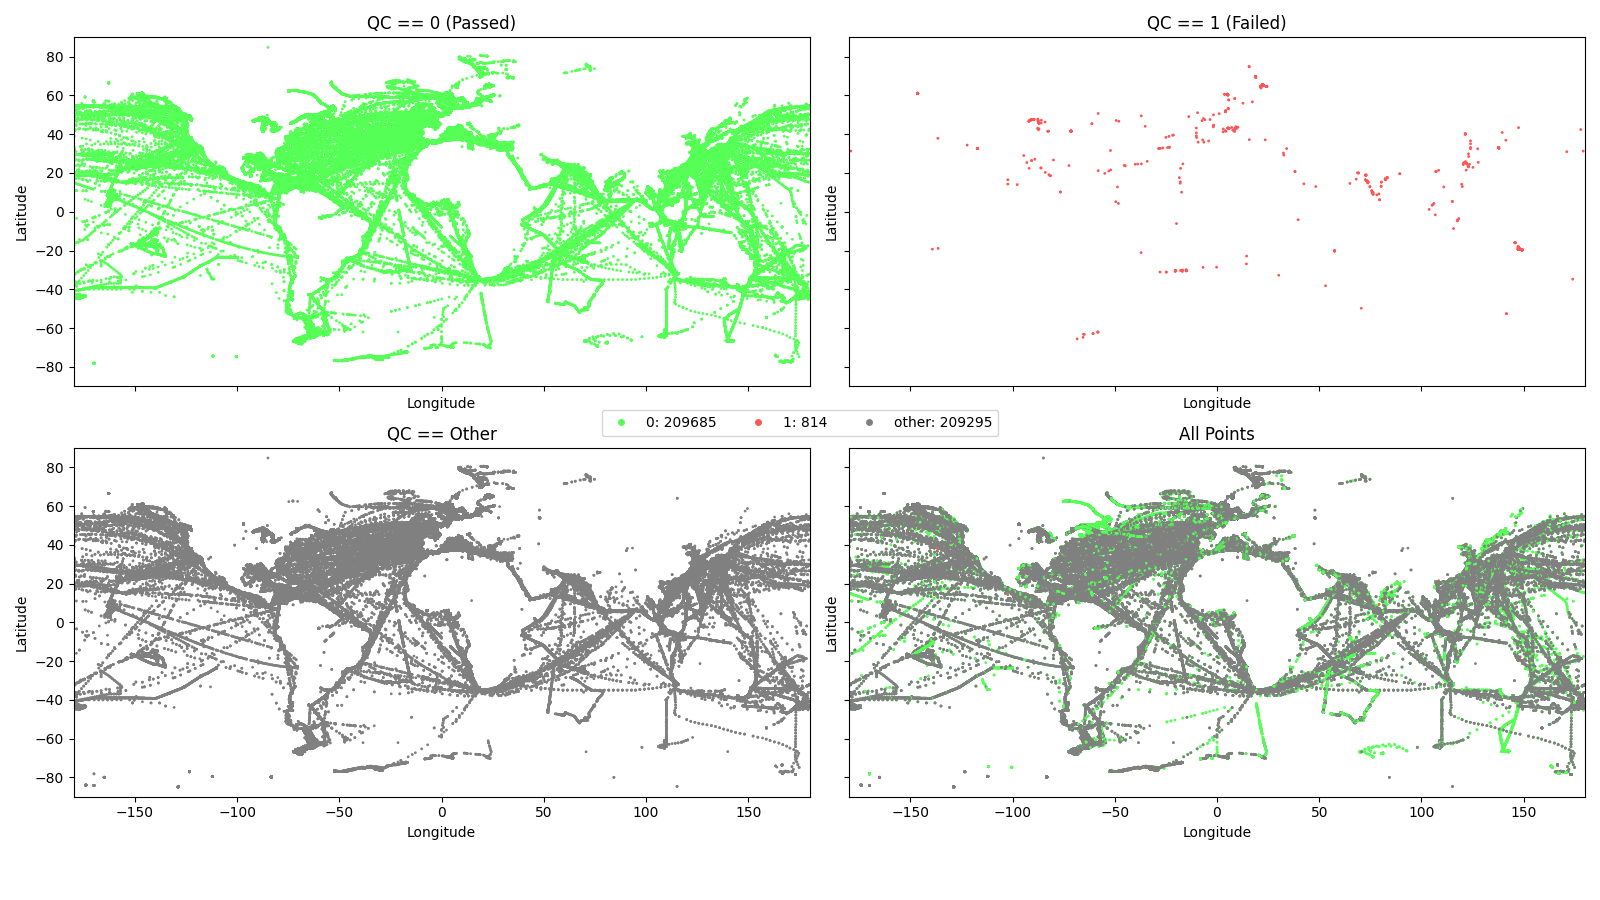 QC == 0 (Passed)
QC == 1 (Failed)
Latitude
80
60
40
20
0
−20
−40
−60
−80
Longitude
Latitude
Longitude
0: 209685
1: 814
other: 209295
QC == Other
All Points
Latitude
80
60
40
20
0
−20
−40
−60
−80
−150
−100
−50
0
50
100
150
Longitude
Latitude
−150
−100
−50
0
50
100
150
Longitude